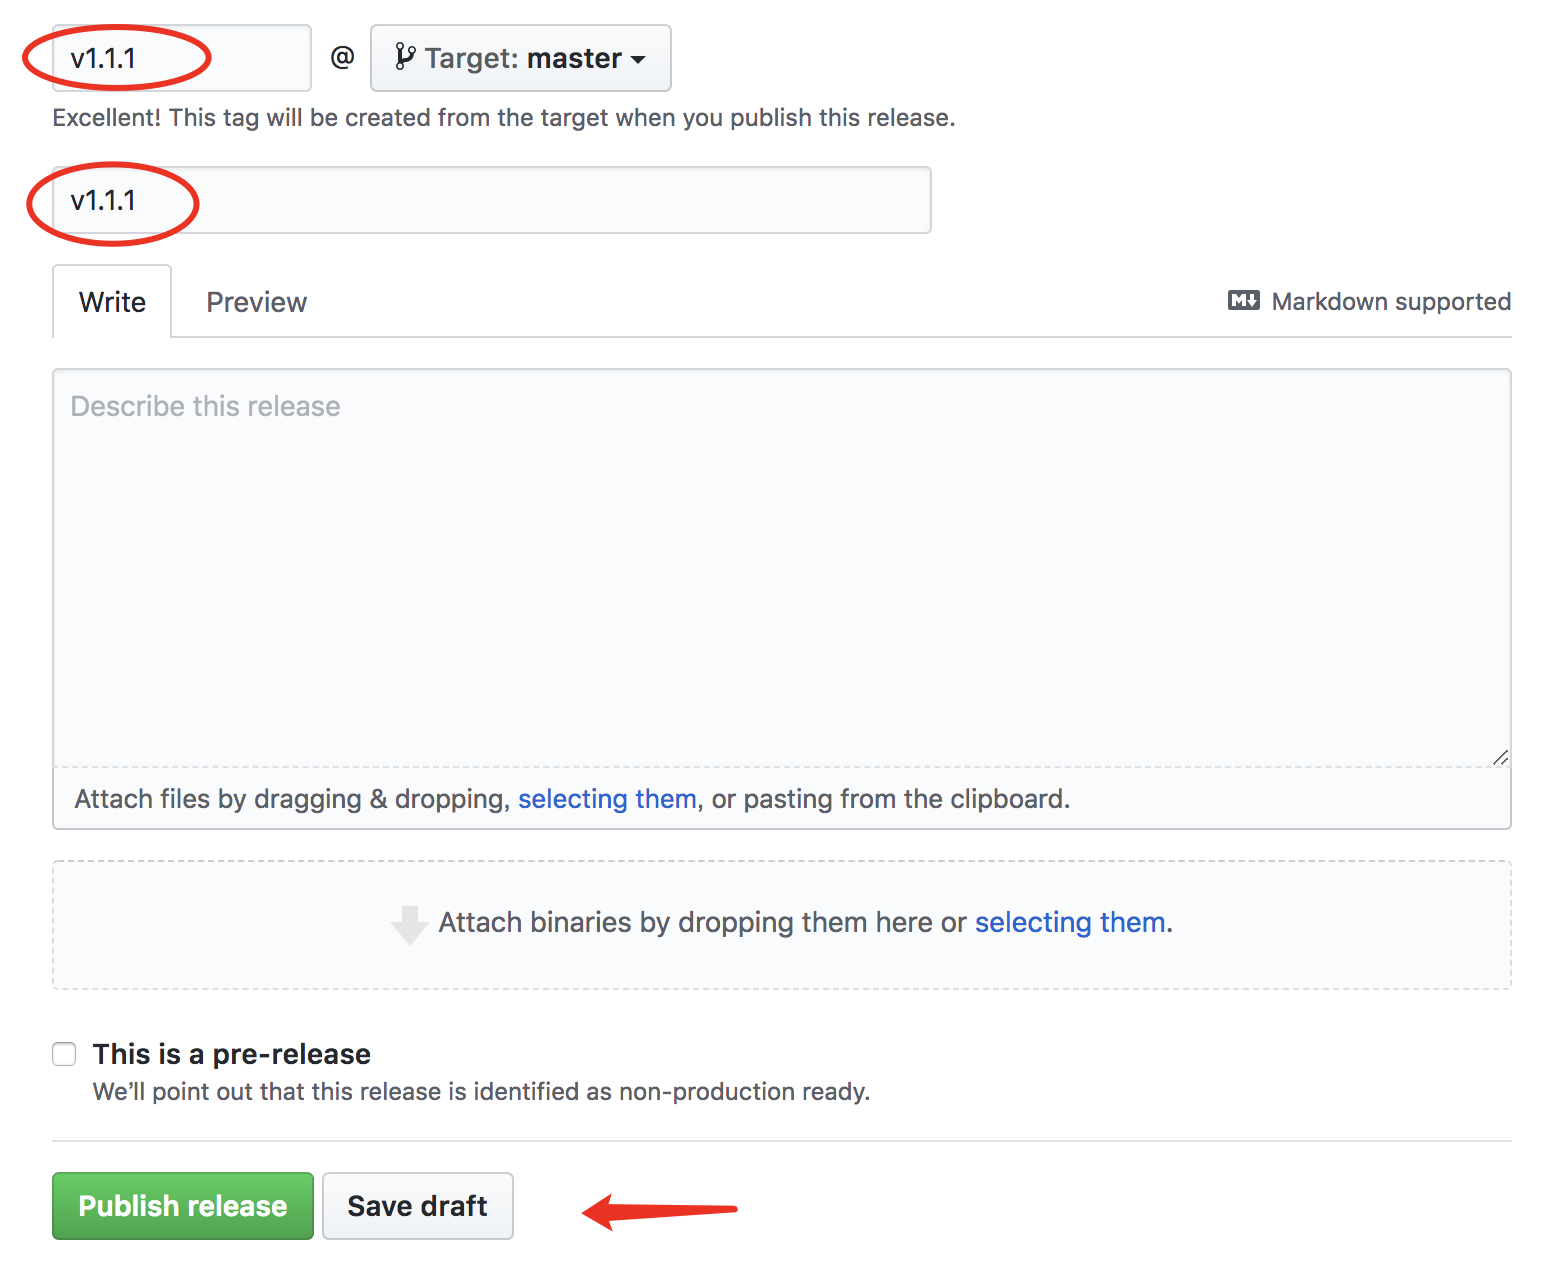 v1.1.1 @ Target: master
Excellent! This tag will be created from the target when you publish this release.
v1.1.1
Write Preview Markdown supported
Describe this release
Attach files by dragging & dropping, selecting them, or pasting from the clipboard.
Attach binaries by dropping them here or selecting them.
This is a pre-release
We’ll point out that this release is identified as non-production ready.
Publish release Save draft